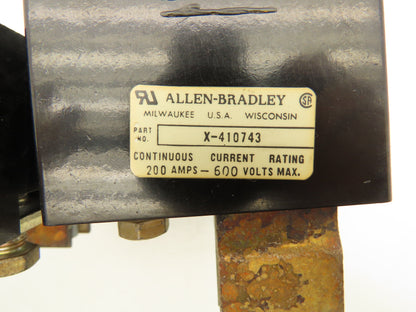 ALLEN-BRADLEY
MILWAUKEE U.S.A. WISCONSIN
PART NO. X-410743
CONTINUOUS CURRENT RATING
200 AMPS – 600 VOLTS MAX.